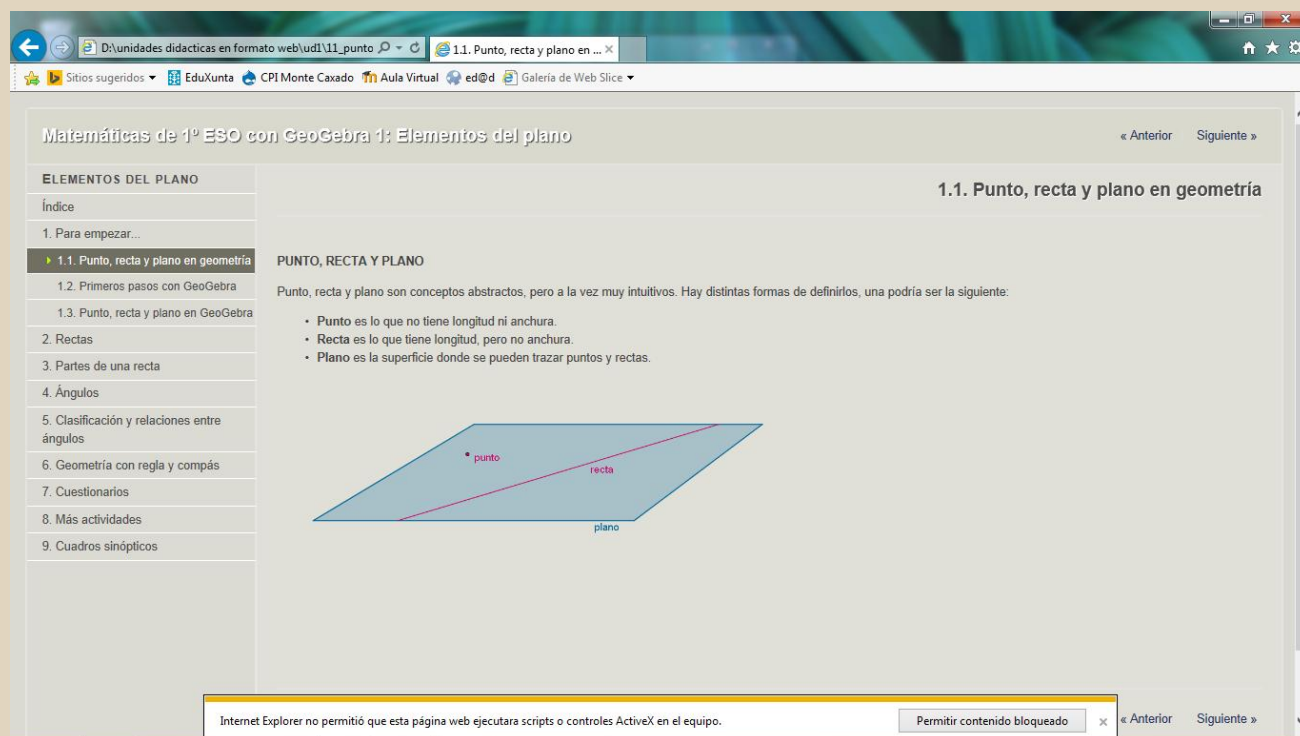 D:\unidades didacticas en formato web\ud1\11_punto
1.1. Punto, recta y plano en ...
Sitios sugeridos
EduXunta
CPI Monte Caxado
Aula Virtual
ed@d
Galería de Web Slice
Matemáticas de 1º ESO con GeoGebra 1: Elementos del plano
« Anterior
Siguiente »
ELEMENTOS DEL PLANO
Índice
1. Para empezar...
1.1. Punto, recta y plano en geometría
1.2. Primeros pasos con GeoGebra
1.3. Punto, recta y plano en GeoGebra
2. Rectas
3. Partes de una recta
4. Ángulos
5. Clasificación y relaciones entre
ángulos
6. Geometría con regla y compás
7. Cuestionarios
8. Más actividades
9. Cuadros sinópticos
1.1. Punto, recta y plano en geometría
PUNTO, RECTA Y PLANO
Punto, recta y plano son conceptos abstractos, pero a la vez muy intuitivos. Hay distintas formas de definirlos, una podría ser la siguiente:
• Punto es lo que no tiene longitud ni anchura.
• Recta es lo que tiene longitud, pero no anchura.
• Plano es la superficie donde se pueden trazar puntos y rectas.
punto
recta
plano
Internet Explorer no permitió que esta página web ejecutara scripts o controles ActiveX en el equipo.
Permitir contenido bloqueado
« Anterior
Siguiente »